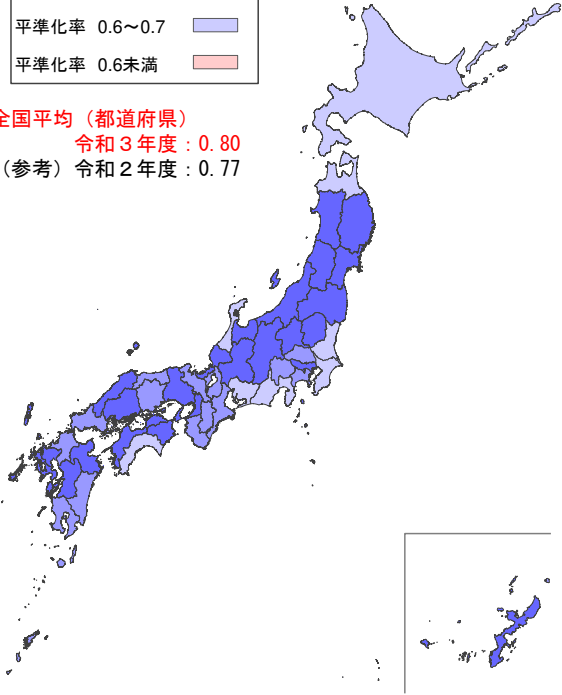 平準化率 0.6～0.7
平準化率 0.6未満
全国平均（都道府県）
令和３年度：0.80
（参考）令和２年度：0.77